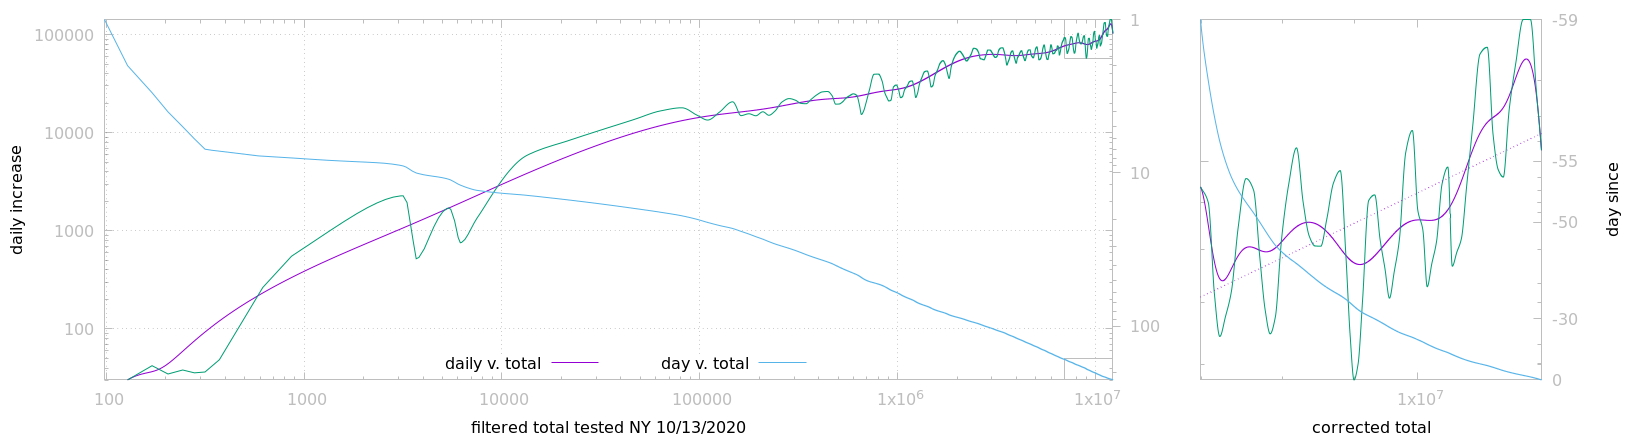 daily increase
100000
10000
1000
100
100
1000
10000
100000
1x10^6
1x10^7
filtered total tested NY 10/13/2020
daily v. total
day v. total
1
10
100
1x10^7
corrected total
-59
-55
-50
-30
0
day since